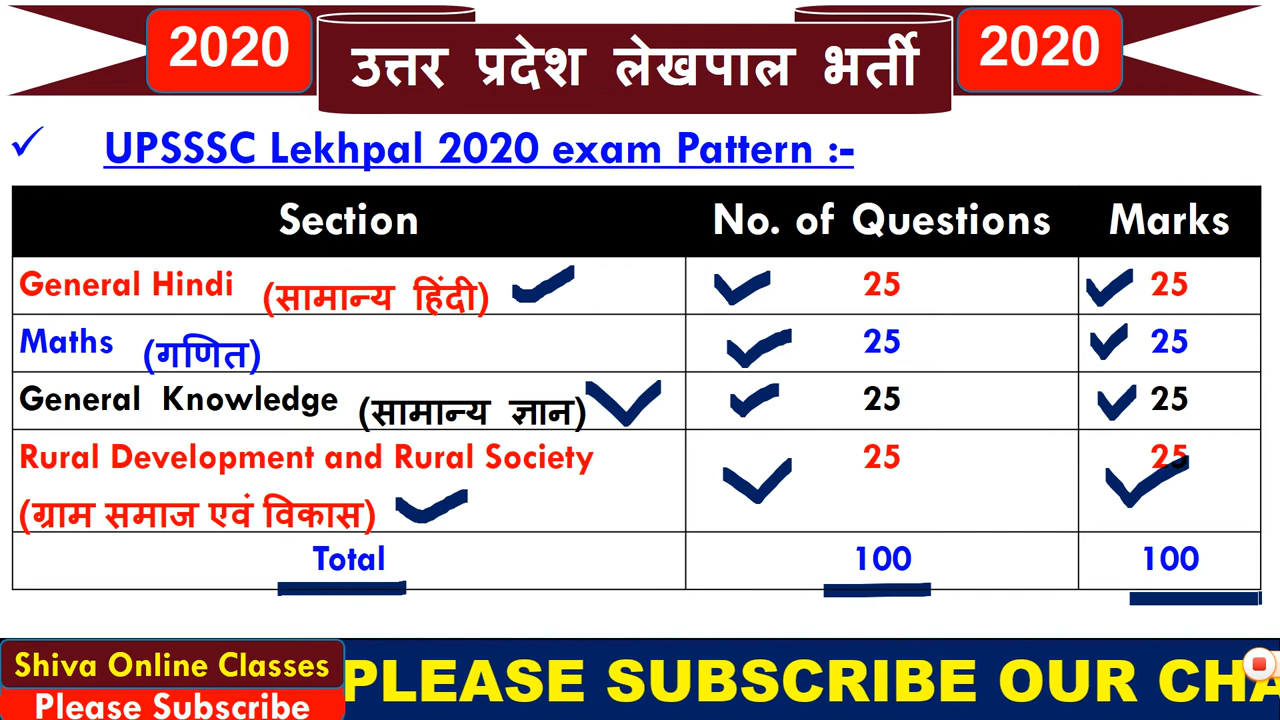 2020 उत्तर प्रदेश लेखपाल भर्ती 2020
UPSSSC Lekhpal 2020 exam Pattern :-
Section No. of Questions Marks
General Hindi (सामान्य हिंदी) 25 25
Maths (गणित) 25 25
General Knowledge (सामान्य ज्ञान) 25 25
Rural Development and Rural Society 25 25
(ग्राम समाज एवं विकास)
Total 100 100
Shiva Online Classes
Please Subscribe
PLEASE SUBSCRIBE OUR CHA